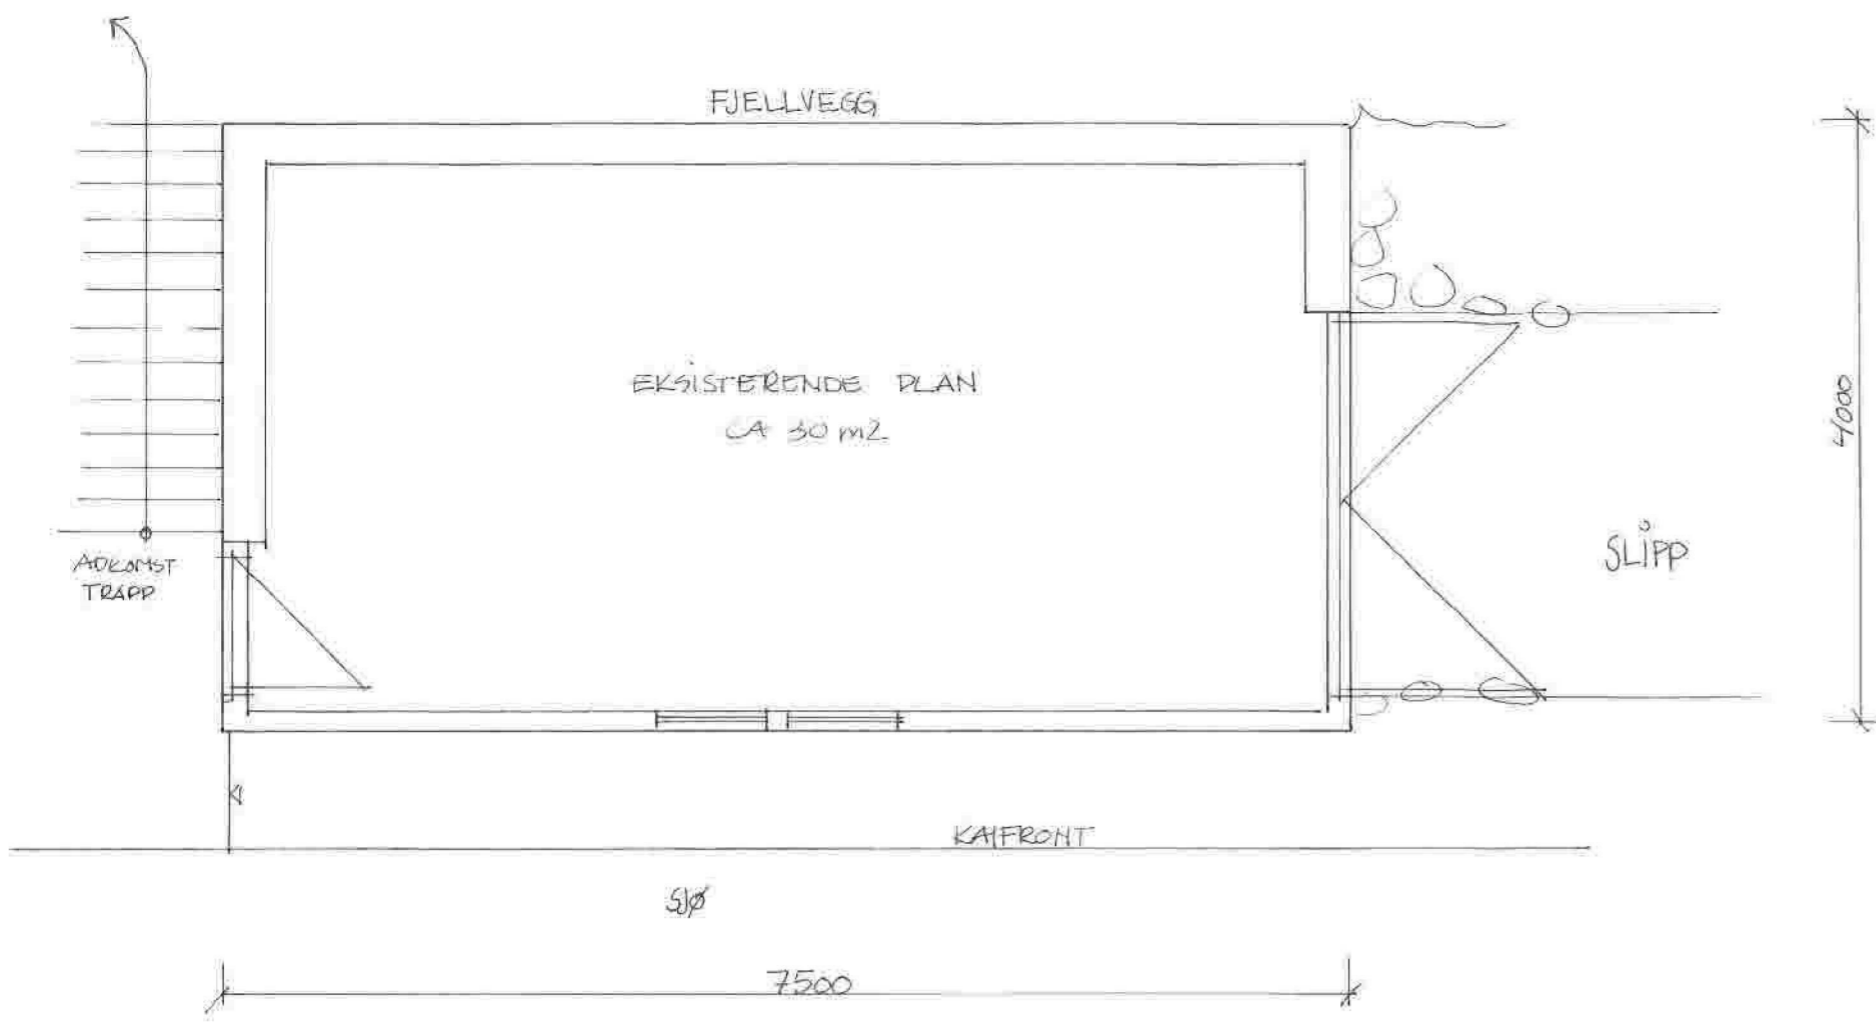 FJELLVEGG
EKSISTERENDE PLAN
CA 30 m2
4000
SLIPP
ADKOMST
TRAPP
KAIFRONT
SJØ
7500